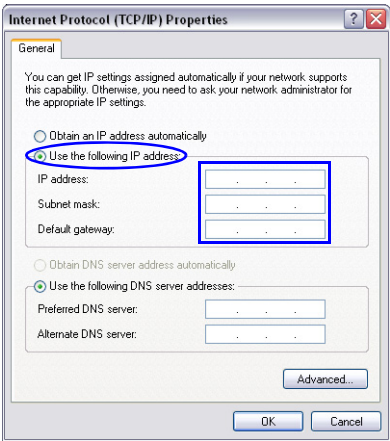 Internet Protocol (TCP/IP) Properties
General
You can get IP settings assigned automatically if your network supports
this capability. Otherwise, you need to ask your network administrator for
the appropriate IP settings.
Obtain an IP address automatically
Use the following IP address:
IP address:
Subnet mask:
Default gateway:
Obtain DNS server address automatically
Use the following DNS server addresses:
Preferred DNS server:
Alternate DNS server:
Advanced...
OK Cancel